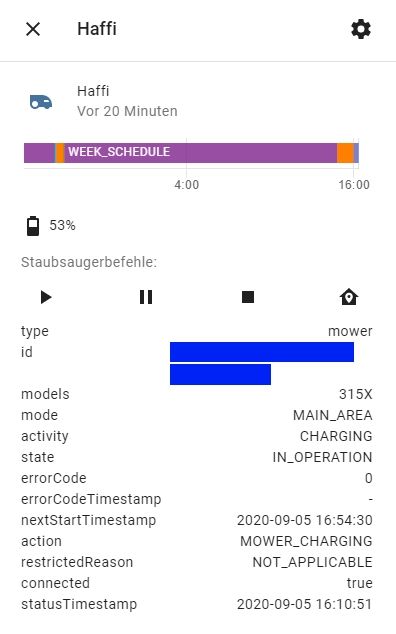 Haffi
Haffi
Vor 20 Minuten
WEEK_SCHEDULE
4:00 16:00
53%
Staubsaugerbefehle:
type mower
id
models 315X
mode MAIN_AREA
activity CHARGING
state IN_OPERATION
errorCode 0
errorCodeTimestamp -
nextStartTimestamp 2020-09-05 16:54:30
action MOWER_CHARGING
restrictedReason NOT_APPLICABLE
connected true
statusTimestamp 2020-09-05 16:10:51